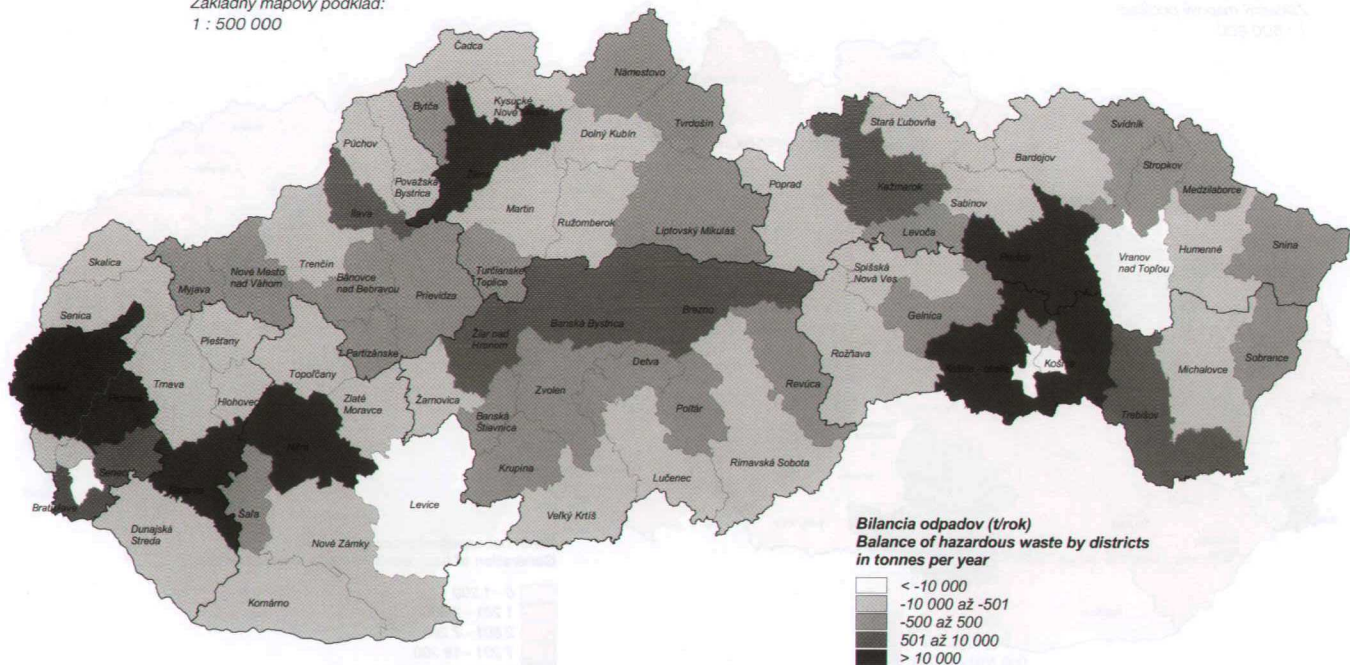 Základný mapový podklad:
1 : 500 000
Čadca
Námestovo
Bytča
Kysucké
Nové
Tvrdošín
Dolný Kubín
Púchov
Považská
Bystrica
Ilava
Martin
Ružomberok
Liptovský Mikuláš
Poprad
Stará Ľubovňa
Kežmarok
Bardejov
Sabinov
Levoča
Svidník
Stropkov
Medzilaborce
Humenné
Snina
Vranov
nad Topľou
Skalica
Senica
Myjava
Nové Mesto
nad Váhom
Trenčín
Bánovce
nad Bebravou
Prievidza
Turčianske
Teplice
Partizánske
Topoľčany
Piešťany
Trnava
Hlohovec
Zlaté
Moravce
Žarnovica
Žiar nad
Hronom
Banská Bystrica
Brezno
Detva
Zvolen
Poltár
Banská
Štiavnica
Krupina
Revúca
Rožňava
Spišská
Nová Ves
Gelnica
Košice
Trebišov
Michalovce
Sobrance
Senec
Bratislava
Dunajská
Streda
Šaľa
Nové Zámky
Komárno
Levice
Veľký Krtíš
Lučenec
Rimavská Sobota
Bilancia odpadov (t/rok)
Balance of hazardous waste by districts
in tonnes per year
< -10 000
-10 000 až -501
-500 až 500
501 až 10 000
> 10 000